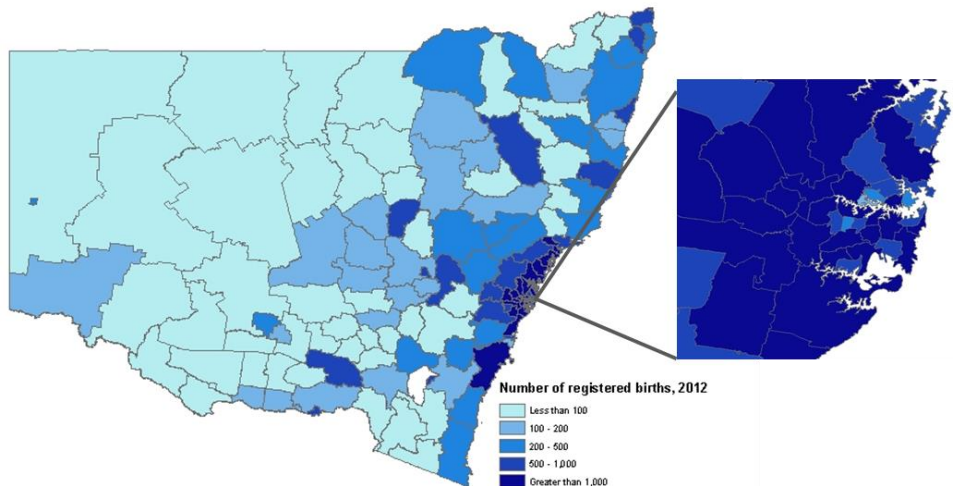 Number of registered births, 2012
Less than 100
100 - 200
200 - 500
500 - 1,000
Greater than 1,000